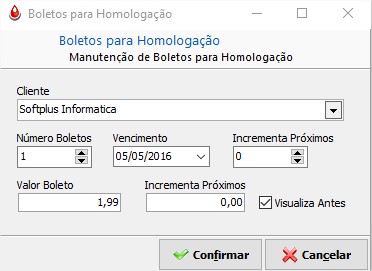 Boletos para Homologação
Boletos para Homologação
Manutenção de Boletos para Homologação
Cliente
Softplus Informatica
Número Boletos Vencimento Incrementa Próximos
1 05/05/2016 0
Valor Boleto Incrementa Próximos
1,99 0,00 Visualiza Antes
Confirmar Cancelar